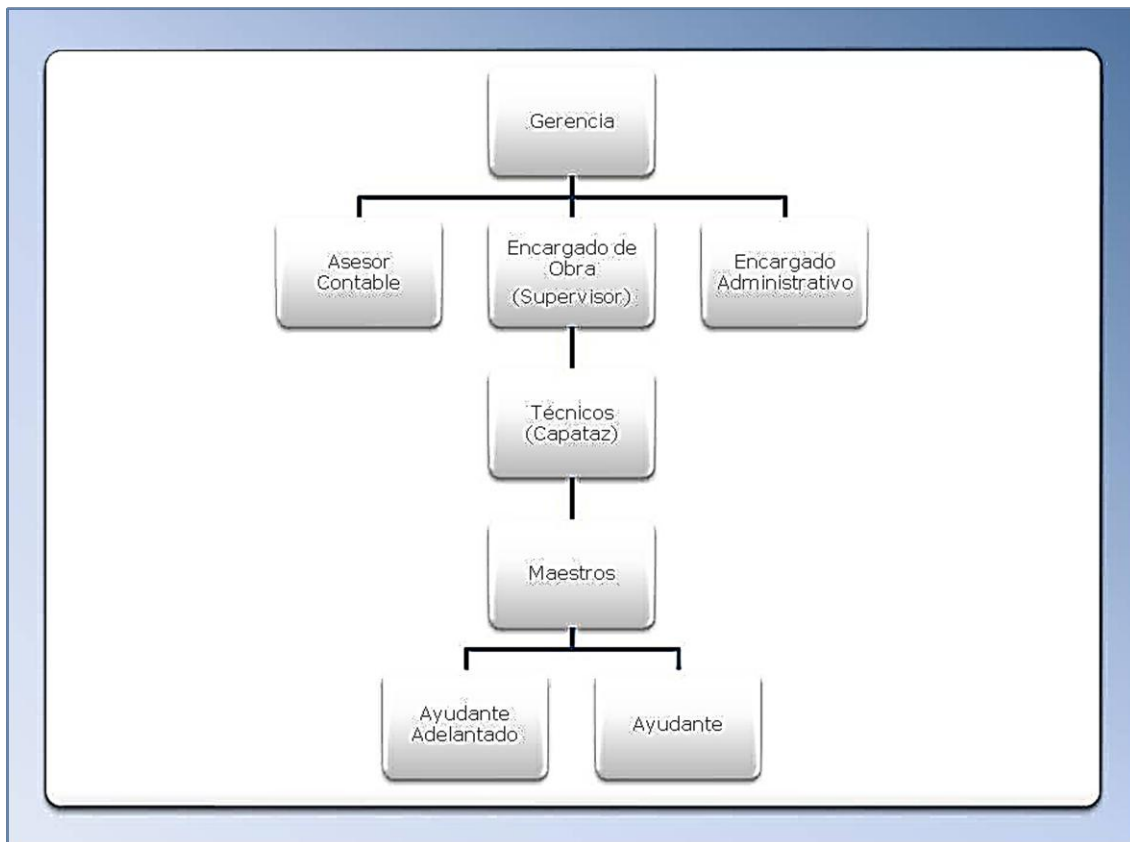 Gerencia
Asesor
Contable
Encargado de
Obra
(Supervisor)
Encargado
Administrativo
Técnicos
(Capataz)
Maestros
Ayudante
Adelantado
Ayudante